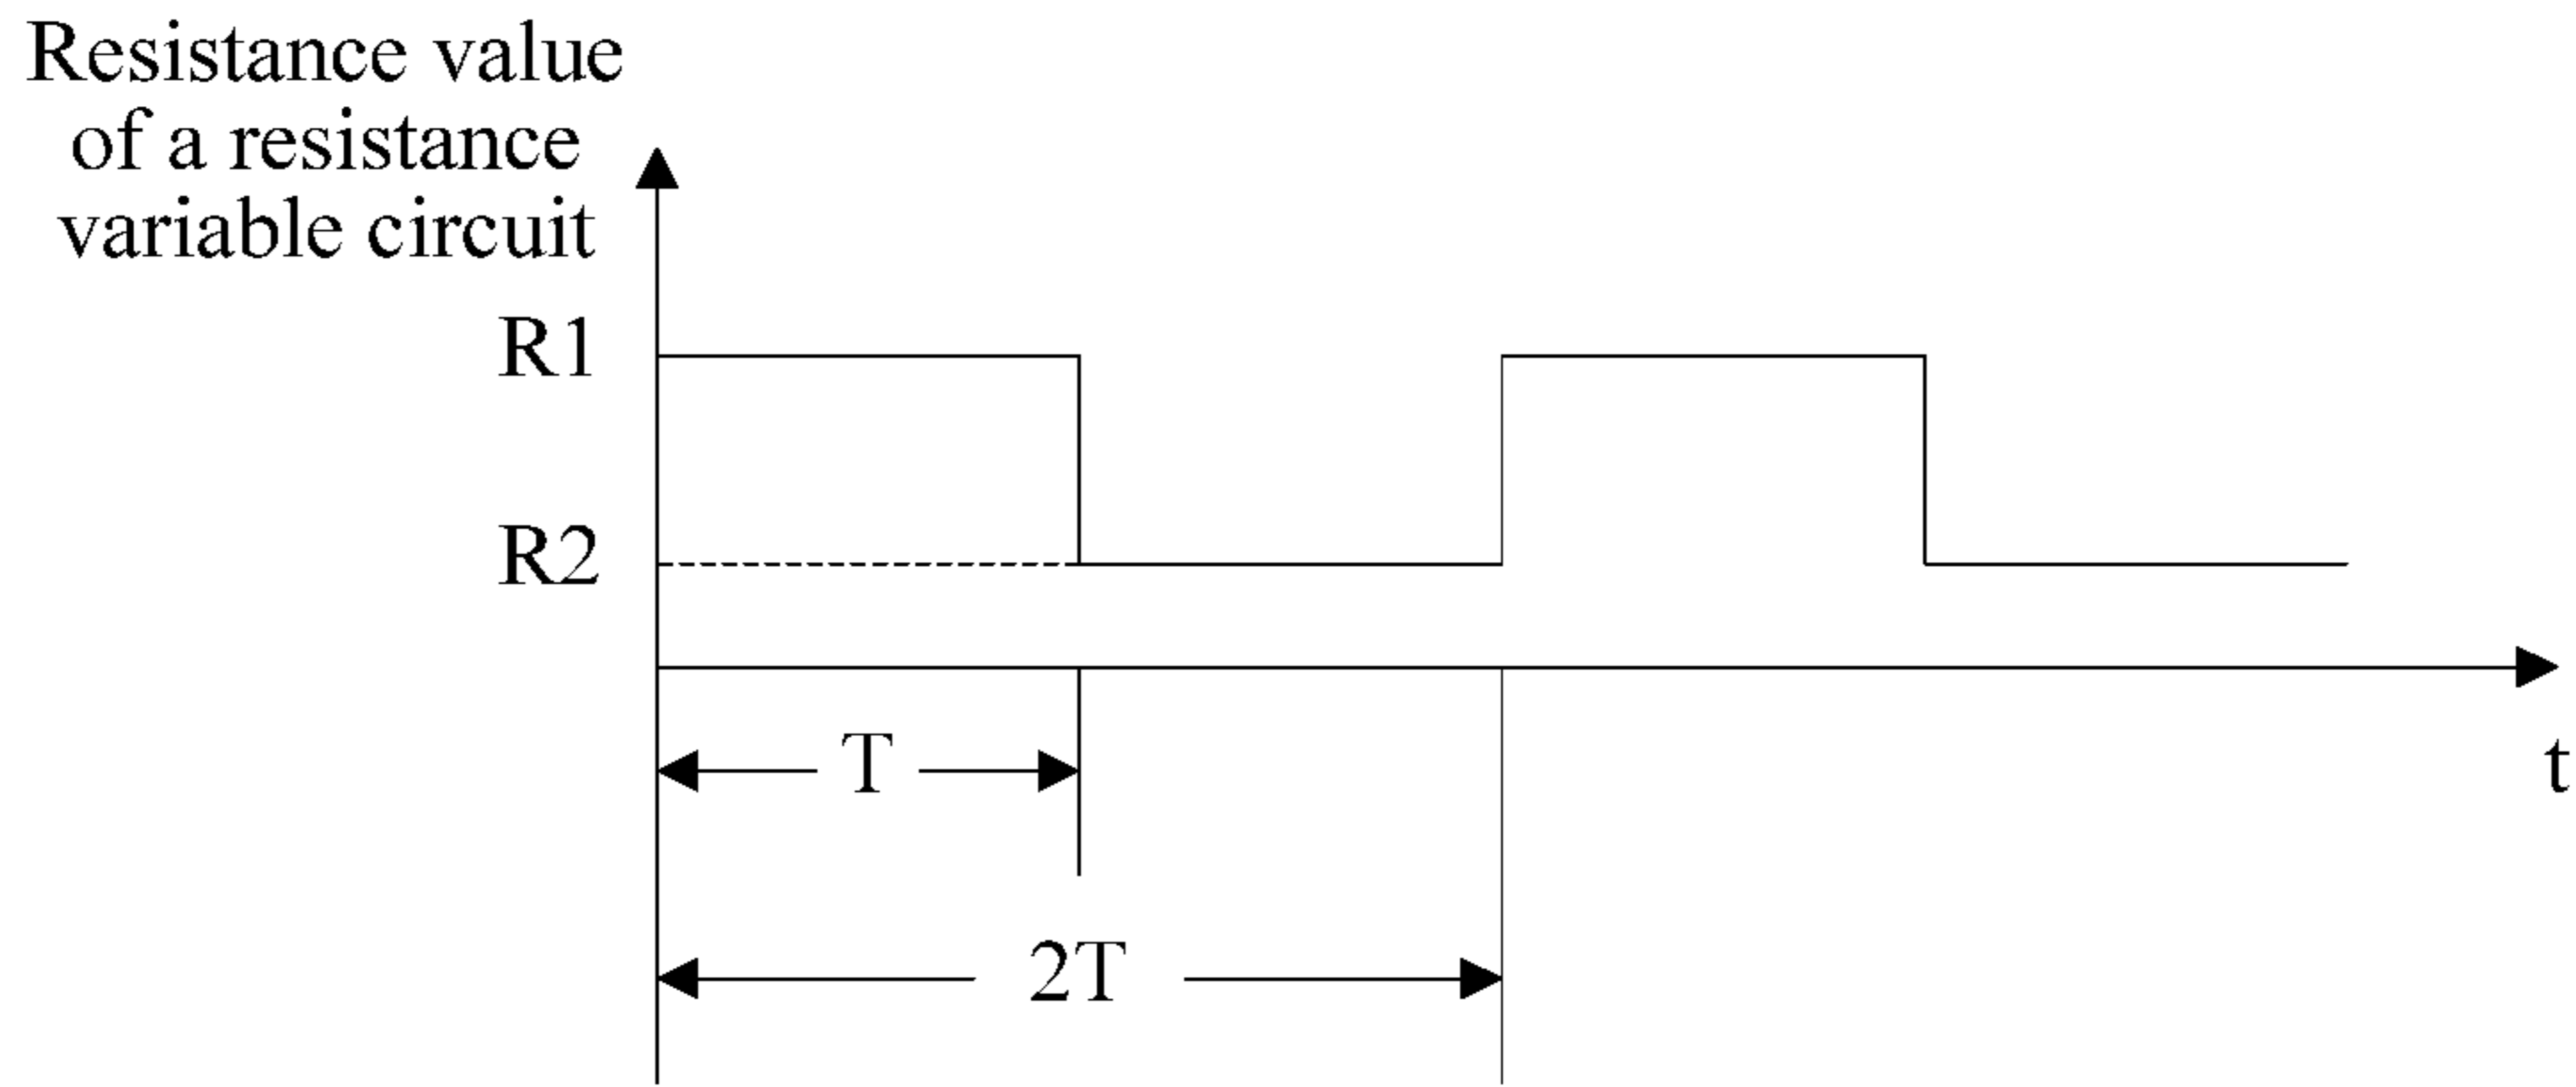 Resistance value
of a resistance
variable circuit
R1
R2
T
t
2T